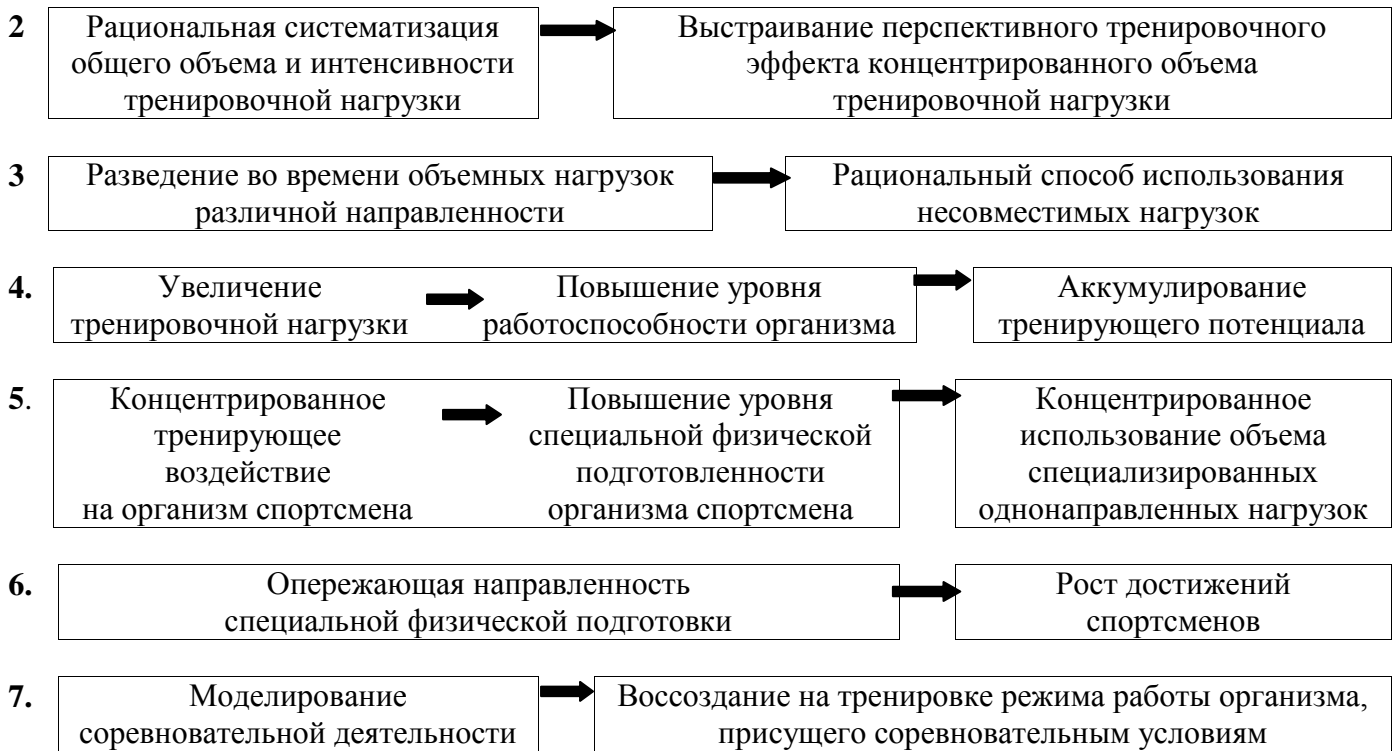 2 Рациональная систематизация
общего объема и интенсивности
тренировочной нагрузки
Выстраивание перспективного тренировочного
эффекта концентрированного объема
тренировочной нагрузки
3 Разведение во времени объемных нагрузок
различной направленности
Рациональный способ использования
несовместимых нагрузок
4. Увеличение
тренировочной нагрузки
Повышение уровня
работоспособности организма
Аккумулирование
тренирующего потенциала
5. Концентрированное
тренирующее
воздействие
на организм спортсмена
Повышение уровня
специальной физической
подготовленности
организма спортсмена
Концентрированное
использование объема
специализированных
однонаправленных нагрузок
6. Опережающая направленность
специальной физической подготовки
Рост достижений
спортсменов
7. Моделирование
соревновательной деятельности
Воссоздание на тренировке режима работы организма,
присущего соревновательным условиям